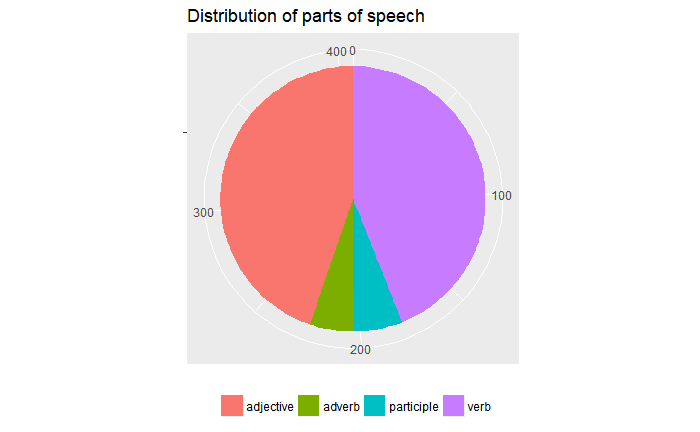 Distribution of parts of speech
400 0
100
300
200
adjective adverb participle verb